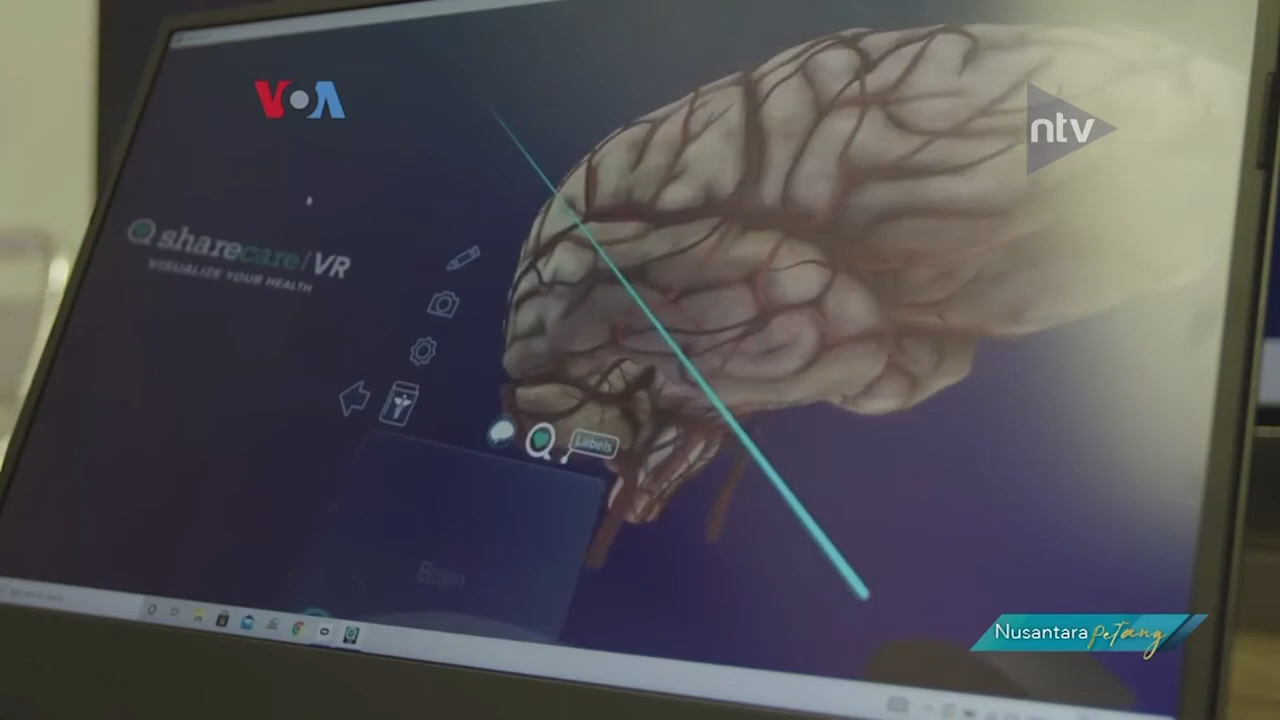 VOA
ntv
sharecare/VR
VISUALIZE YOUR HEALTH
Labels
Brain
Nusantara Petang